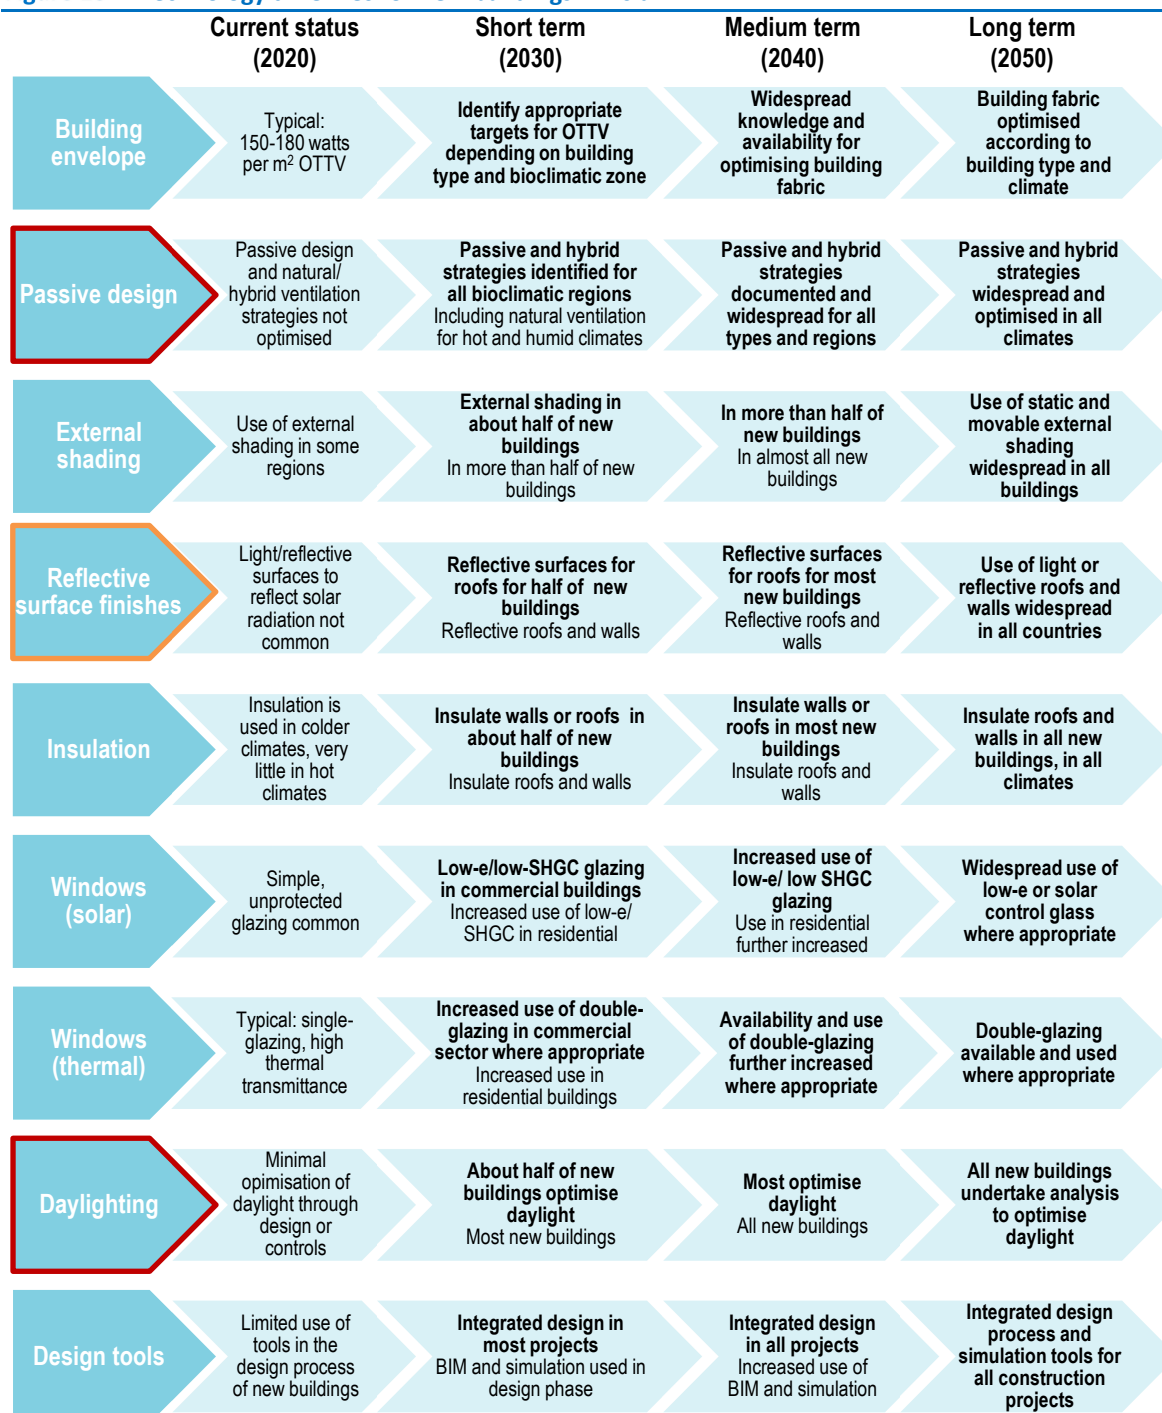 Current status
(2020)
Short term
(2030)
Medium term
(2040)
Long term
(2050)
Building
envelope
Typical:
150-180 watts
per m² OTTV
Identify appropriate
targets for OTTV
depending on building
type and bioclimatic zone
Widespread
knowledge and
availability for
optimising building
fabric
Building fabric
optimised
according to
building type and
climate
Passive design
Passive design
and natural/
hybrid ventilation
strategies not
optimised
Passive and hybrid
strategies identified for
all bioclimatic regions
Including natural ventilation
for hot and humid climates
Passive and hybrid
strategies
documented and
widespread for all
types and regions
Passive and hybrid
strategies
widespread and
optimised in all
climates
External
shading
Use of external
shading in some
regions
External shading in
about half of new
buildings
In more than half of new
buildings
In more than half of
new buildings
In almost all new
buildings
Use of static and
movable external
shading
widespread in all
buildings
Reflective
surface finishes
Light/reflective
surfaces to
reflect solar
radiation not
common
Reflective surfaces for
roofs for half of new
buildings
Reflective roofs and walls
Reflective surfaces
for roofs for most
new buildings
Reflective roofs and
walls
Use of light or
reflective roofs and
walls widespread
in all countries
Insulation
Insulation is
used in colder
climates, very
little in hot
climates
Insulate walls or roofs in
about half of new
buildings
Insulate roofs and walls
Insulate walls or
roofs in most new
buildings
Insulate roofs and
walls
Insulate roofs and
walls in all new
buildings, in all
climates
Windows
(solar)
Simple,
unprotected
glazing common
Low-e/low-SHGC glazing
in commercial buildings
Increased use of low-e/
SHGC in residential
Increased use of
low-e/ low SHGC
glazing
Use in residential
further increased
Widespread use of
low-e or solar
control glass
where appropriate
Windows
(thermal)
Typical: single-
glazing, high
thermal
transmittance
Increased use of double-
glazing in commercial
sector where appropriate
Increased use in
residential buildings
Availability and use
of double-glazing
further increased
where appropriate
Double-glazing
available and used
where appropriate
Daylighting
Minimal
opimisation of
daylight through
design or
controls
About half of new
buildings optimise
daylight
Most new buildings
Most optimise
daylight
All new buildings
All new buildings
undertake analysis
to optimise
daylight
Design tools
Limited use of
tools in the
design process
of new buildings
Integrated design in
most projects
BIM and simulation used in
design phase
Integrated design
in all projects
Increased use of
BIM and simulation
Integrated design
process and
simulation tools for
all construction
projects